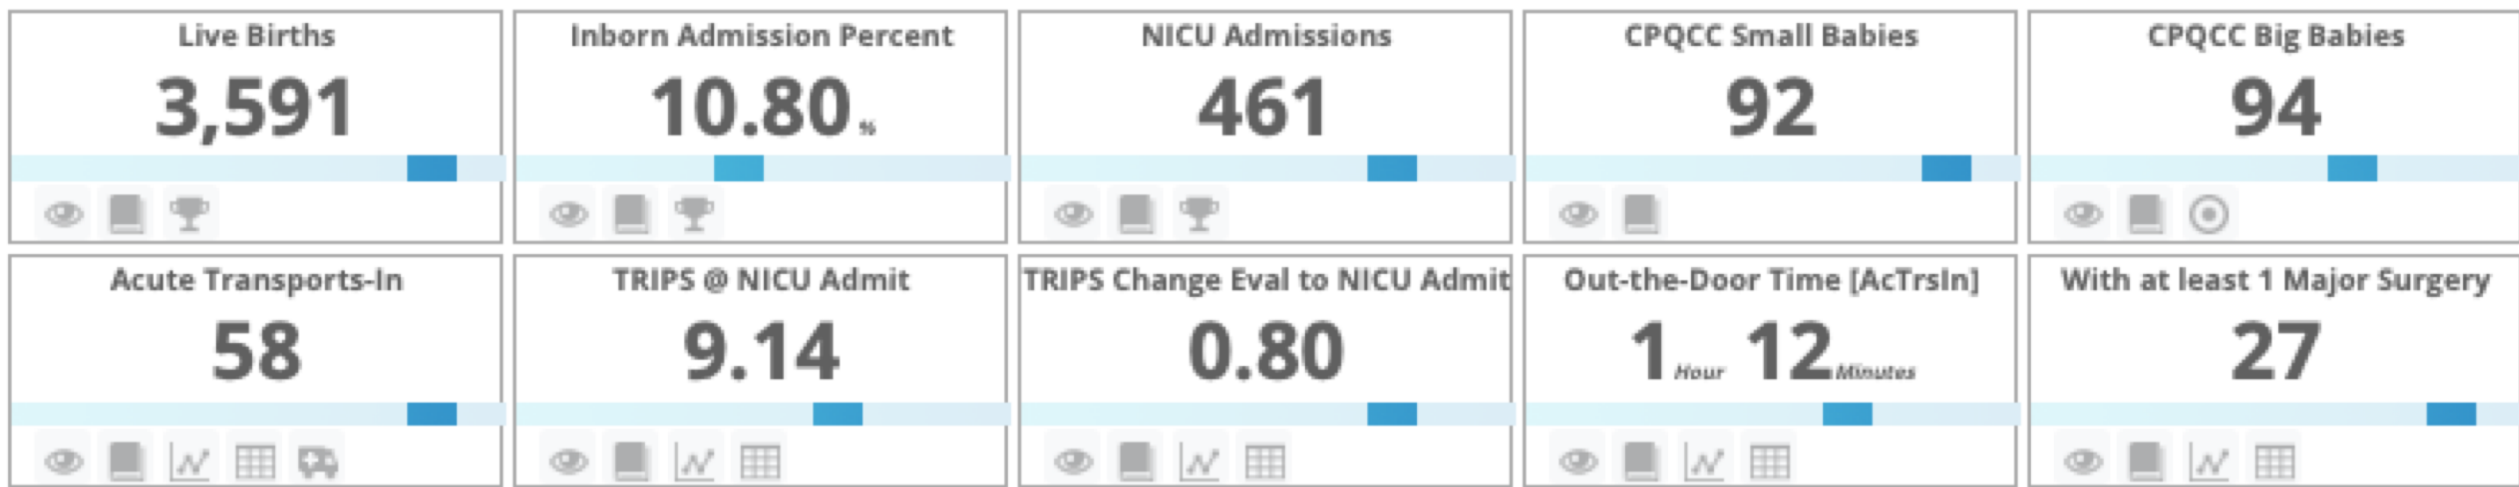 Live Births
3,591
Inborn Admission Percent
10.80 %
NICU Admissions
461
CPQCC Small Babies
92
CPQCC Big Babies
94
Acute Transports-In
58
TRIPS @ NICU Admit
9.14
TRIPS Change Eval to NICU Admit
0.80
Out-the-Door Time [AcTrsIn]
1 Hour 12 Minutes
With at least 1 Major Surgery
27